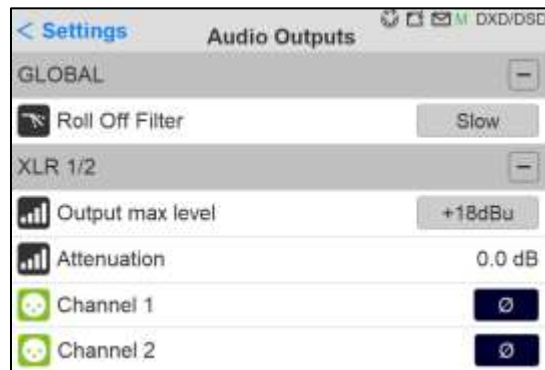 < Settings
Audio Outputs
M DXD/DSD
GLOBAL
−
Roll Off Filter
Slow
XLR 1/2
−
Output max level
+18dBu
Attenuation
0.0 dB
Channel 1
Ø
Channel 2
Ø